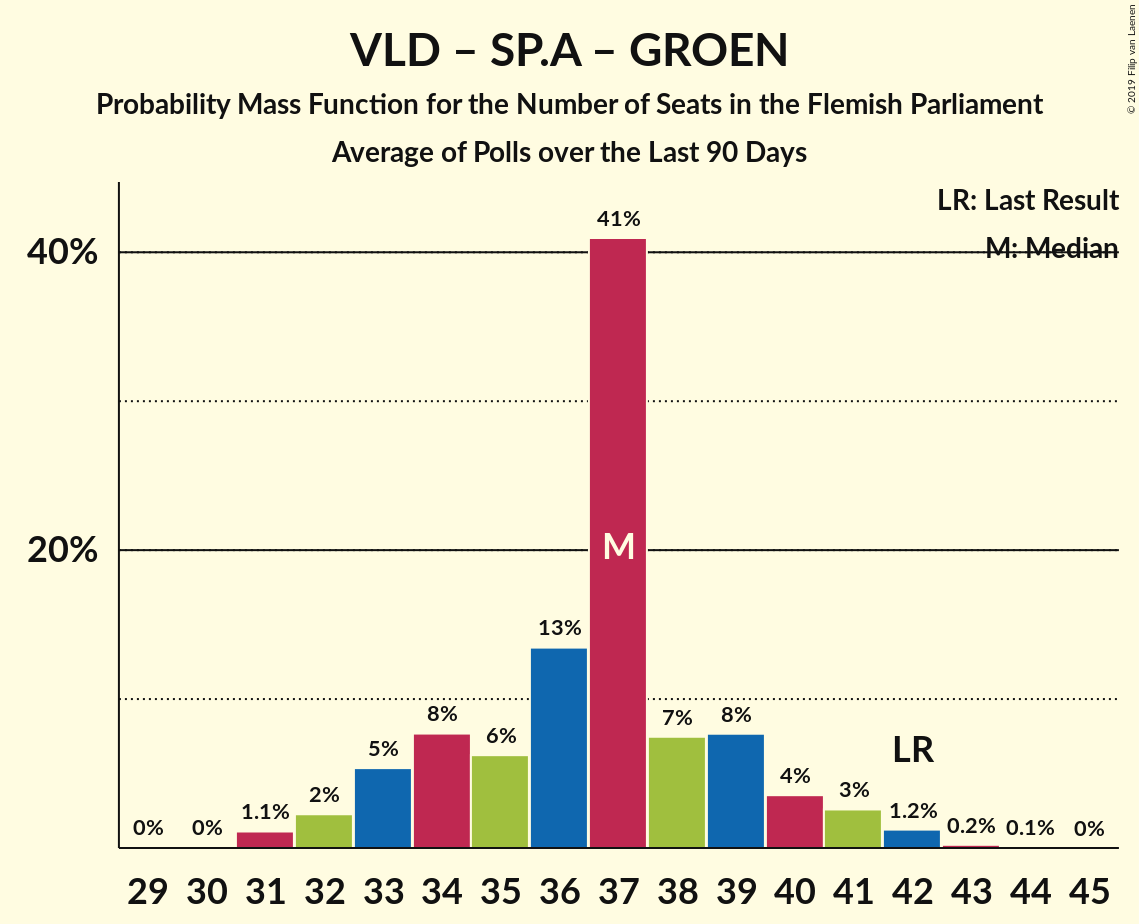 VLD – SP.A – GROEN
Probability Mass Function for the Number of Seats in the Flemish Parliament
Average of Polls over the Last 90 Days
© 2019 Filip van Laenen
LR: Last Result
M: Median
40%
20%
0% 0% 1.1% 2% 5% 8% 6% 13% 41% 7% 8% 4% 3% 1.2% 0.2% 0.1% 0%
M
LR
29 30 31 32 33 34 35 36 37 38 39 40 41 42 43 44 45